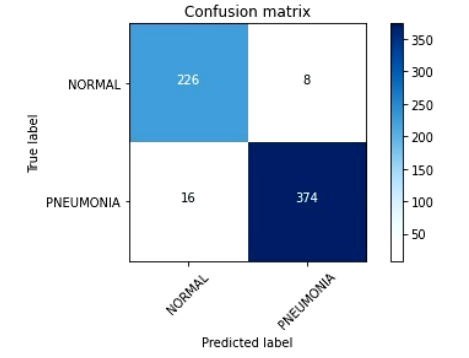 Confusion matrix
True label
NORMAL
226
8
PNEUMONIA
16
374
NORMAL
PNEUMONIA
Predicted label
350
300
250
200
150
100
50